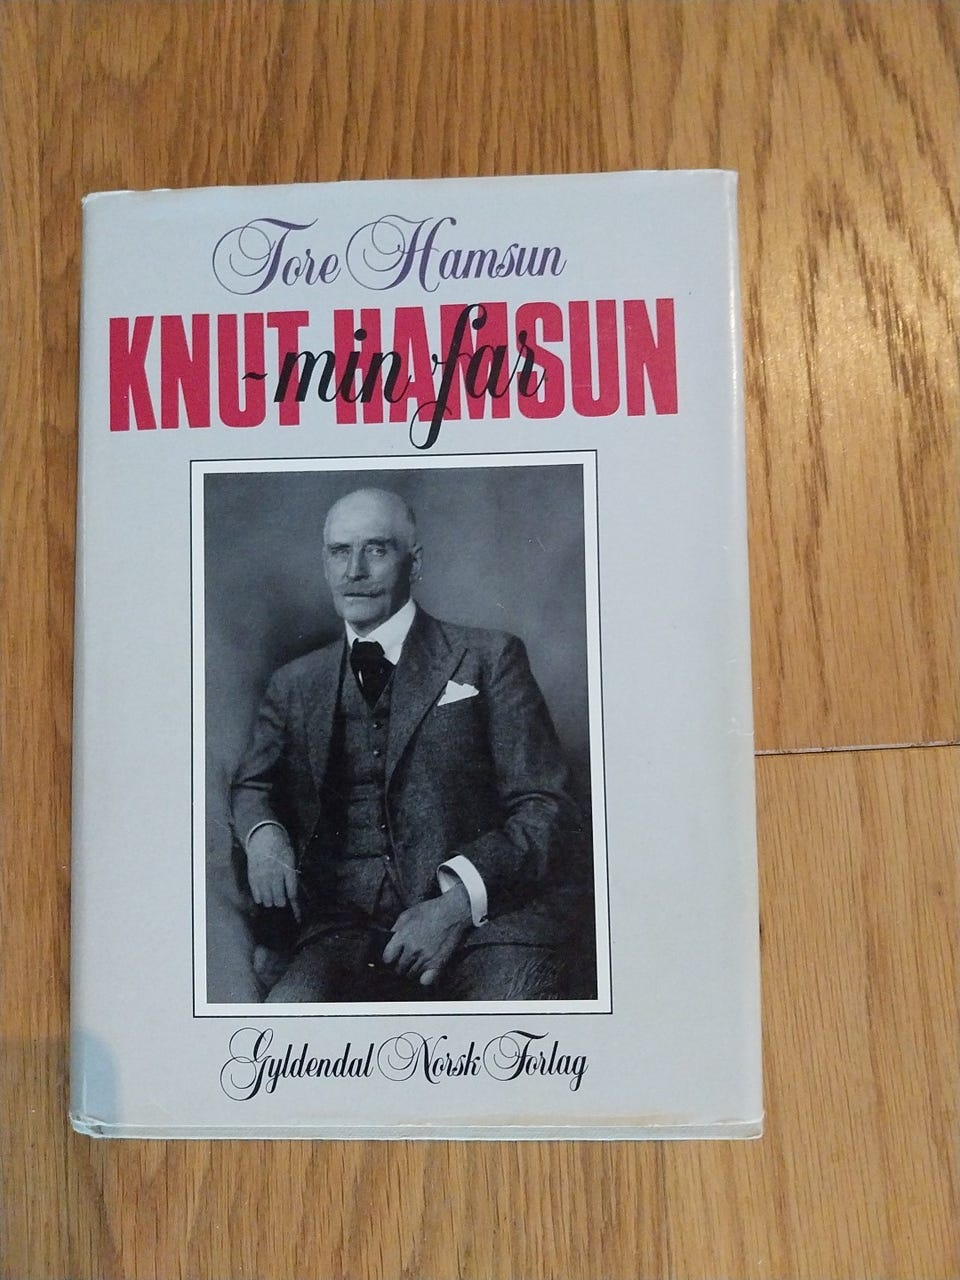 Tore Hamsun
KNUT HAMSUN
- min far
Gyldendal Norsk Forlag